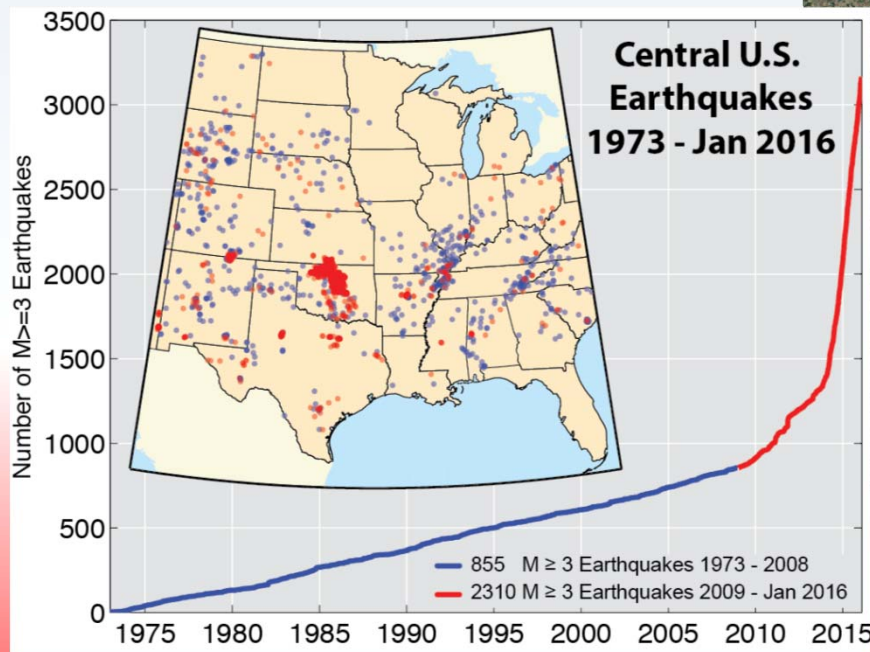 Central U.S.
Earthquakes
1973 - Jan 2016
Number of M>=3 Earthquakes
3500
3000
2500
2000
1500
1000
500
0
855 M ≥ 3 Earthquakes 1973 - 2008
2310 M ≥ 3 Earthquakes 2009 - Jan 2016
1975 1980 1985 1990 1995 2000 2005 2010 2015